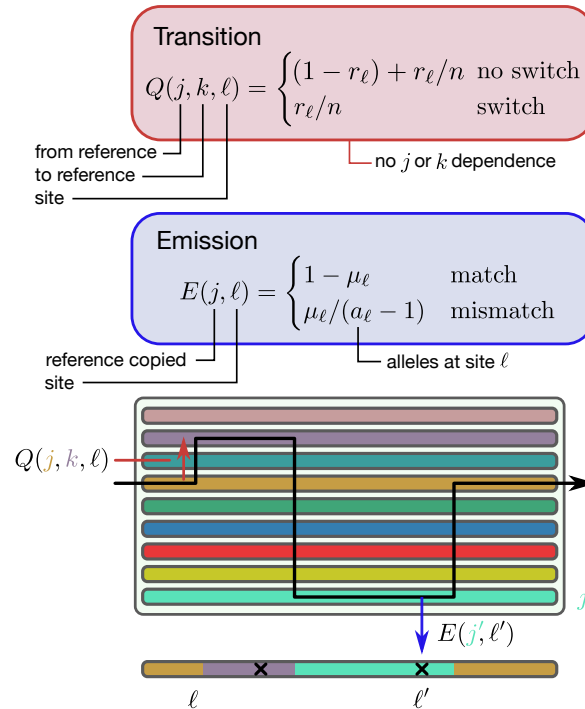 Transition
Q(j, k, ℓ) = { (1 − r_ℓ) + r_ℓ/n no switch
r_ℓ/n switch
from reference
to reference
site
no j or k dependence
Emission
E(j, ℓ) = { 1 − μ_ℓ match
μ_ℓ/(a_ℓ − 1) mismatch
reference copied
site
alleles at site ℓ
Q(j, k, ℓ)
j
E(j′, ℓ′)
ℓ
ℓ′